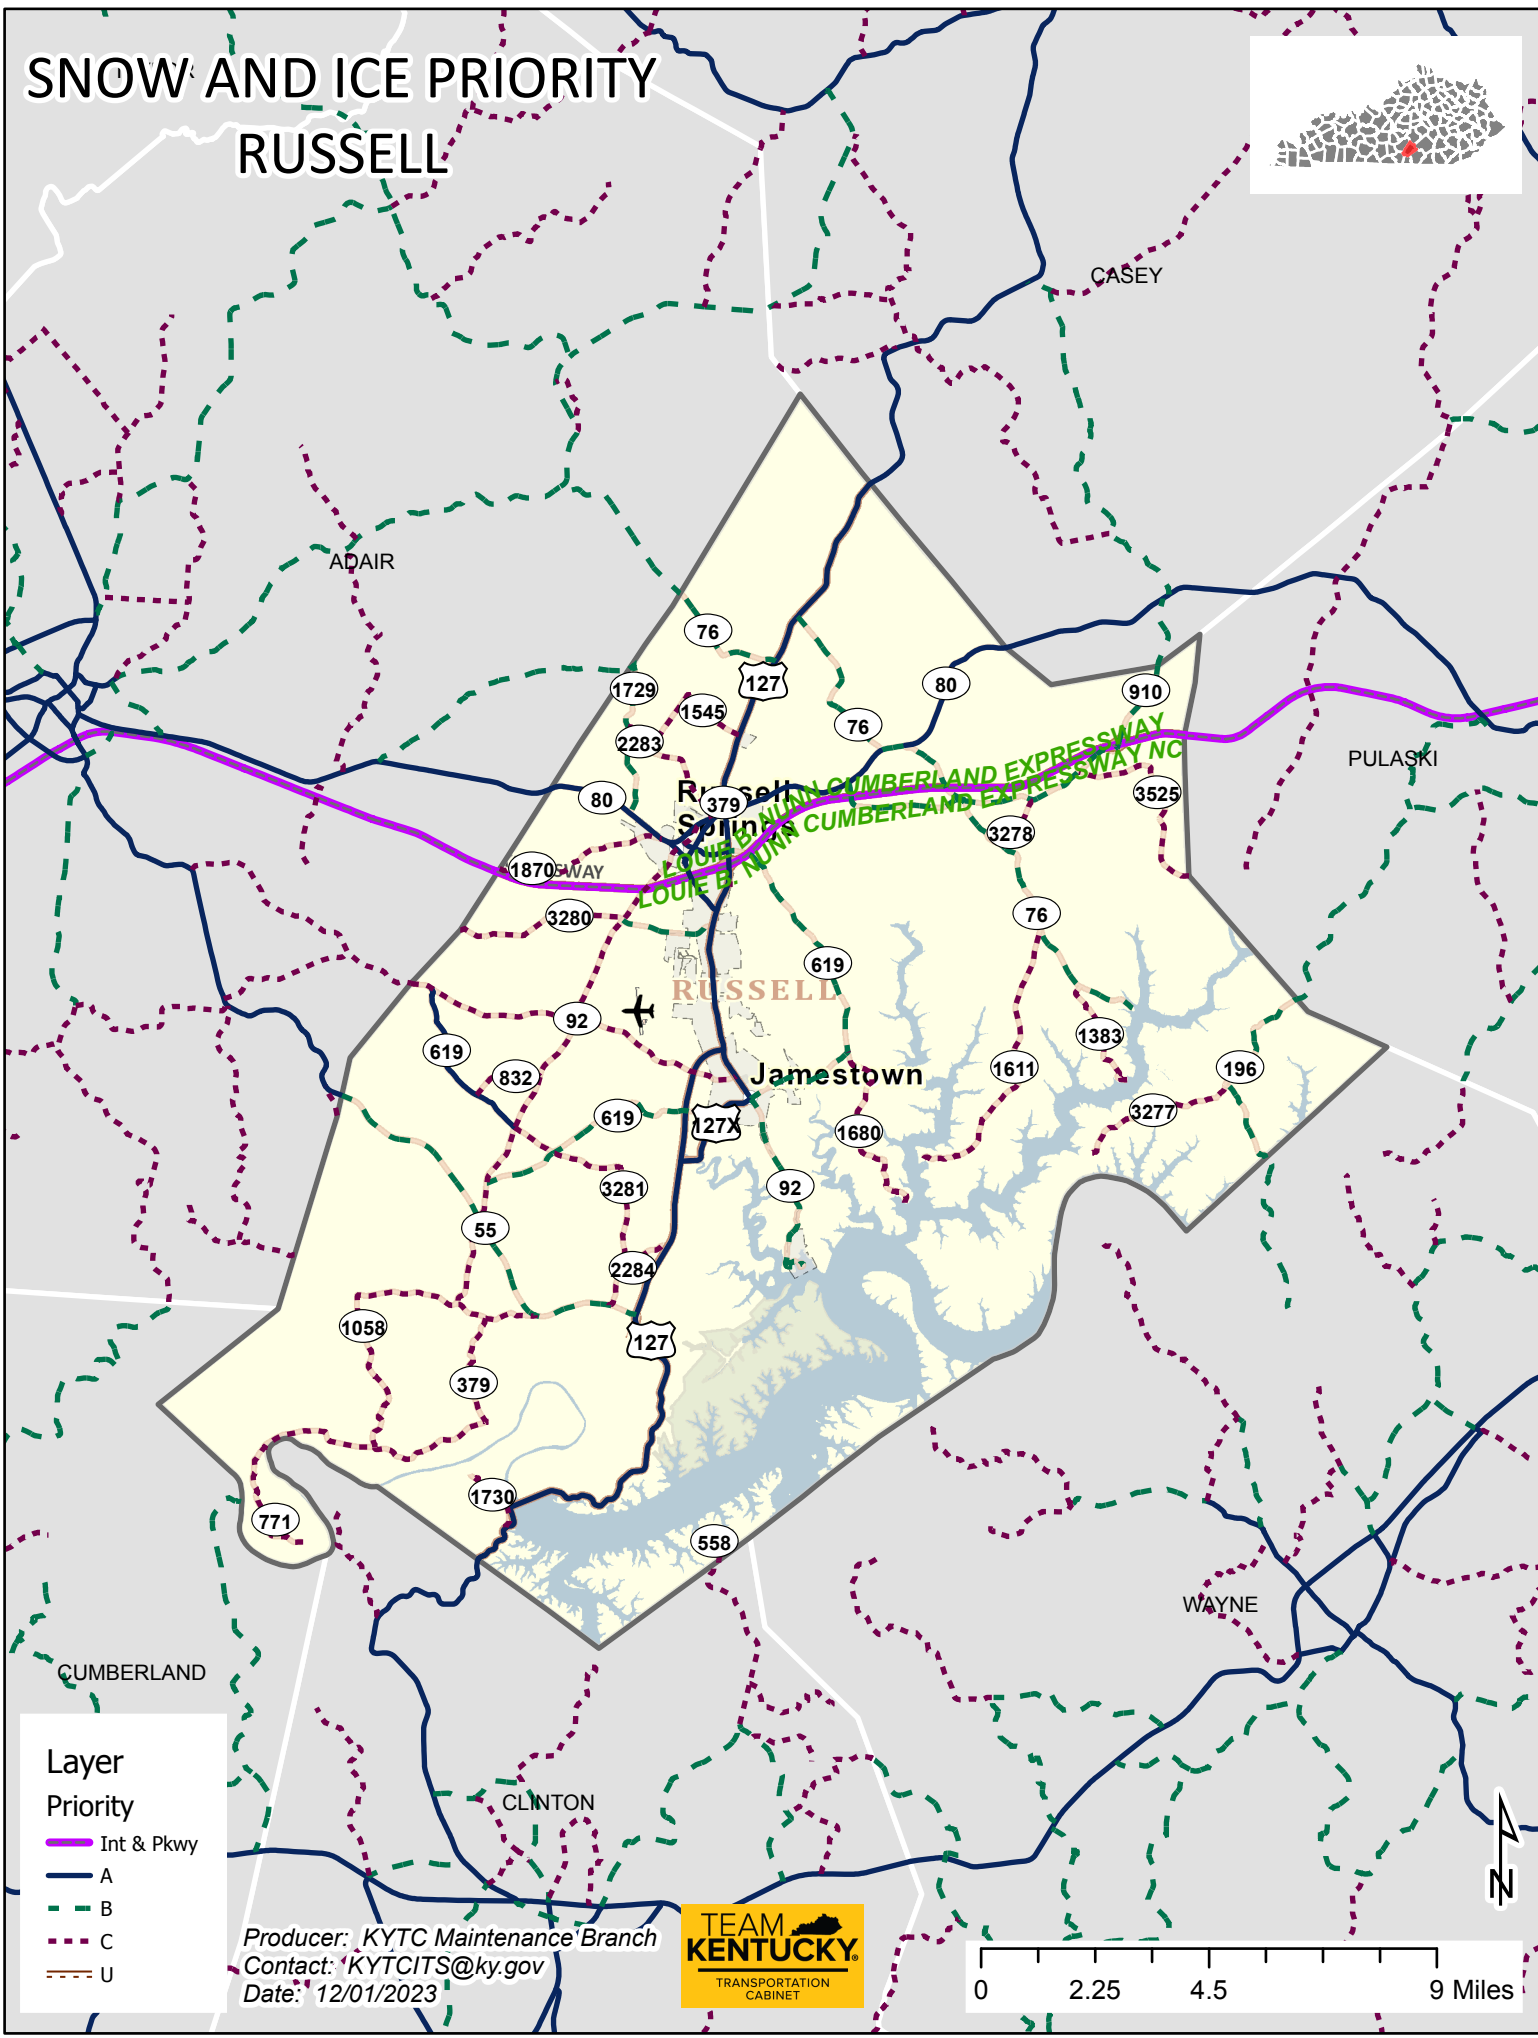 SNOW AND ICE PRIORITY
RUSSELL
CASEY
ADAIR
PULASKI
76
127
1729
1545
80
910
76
2283
80
379
3525
Russell
Springs
LOUIE B. NUNN CUMBERLAND EXPRESSWAY
LOUIE B. NUNN CUMBERLAND EXPRESSWAY NC
3278
1870
SWAY
3280
76
619
RUSSELL
92
1383
619
832
1611
196
Jamestown
3277
619
127X
1680
3281
92
55
2284
1058
127
379
1730
771
558
WAYNE
CUMBERLAND
CLINTON
Layer
Priority
Int & Pkwy
A
B
C
U
Producer: KYTC Maintenance Branch
Contact: KYTCITS@ky.gov
Date: 12/01/2023
TEAM
KENTUCKY®
TRANSPORTATION
CABINET
N
0 2.25 4.5 9 Miles